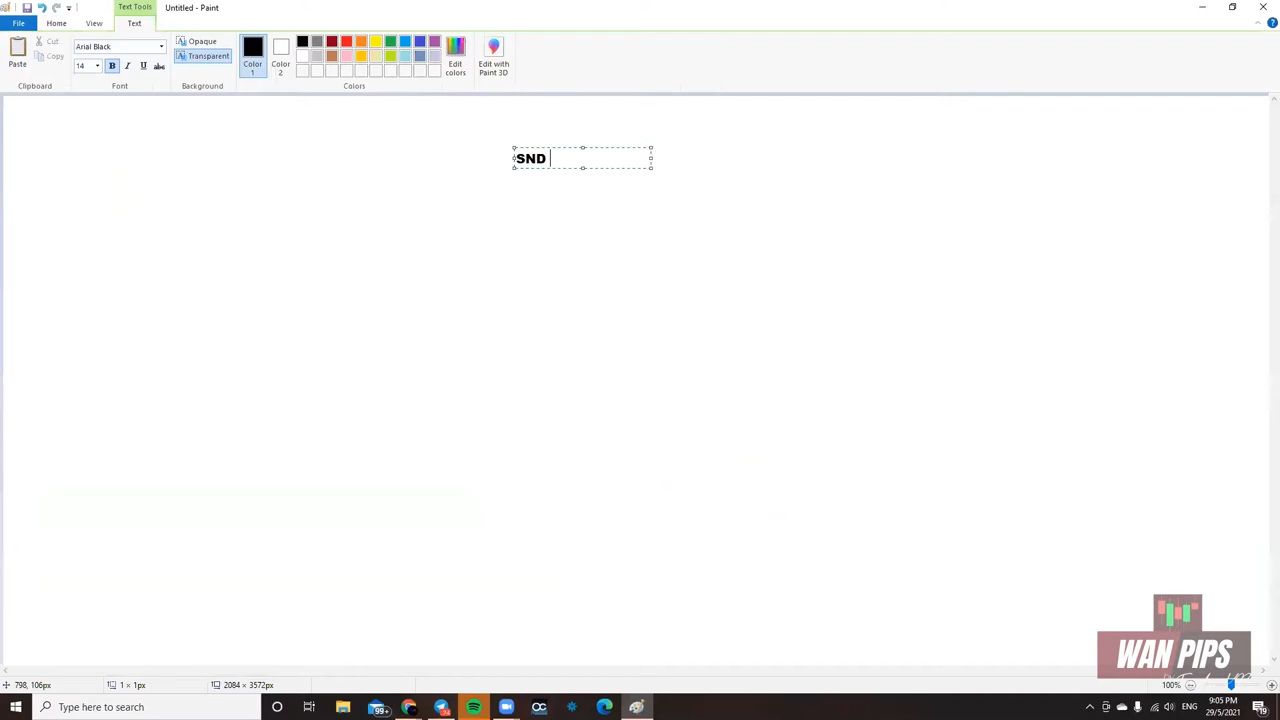 Text Tools
Untitled - Paint
File
Home
View
Text
Paste
Cut
Copy
Clipboard
Arial Black
14
B
I
U
abc
Font
Opaque
Transparent
Background
Color 1
Color 2
Colors
Edit colors
Edit with Paint 3D
SND
WAN PIPS
798, 106px
1 × 1px
2084 × 3572px
100%
Type here to search
99+
9:05 PM
29/5/2021
19